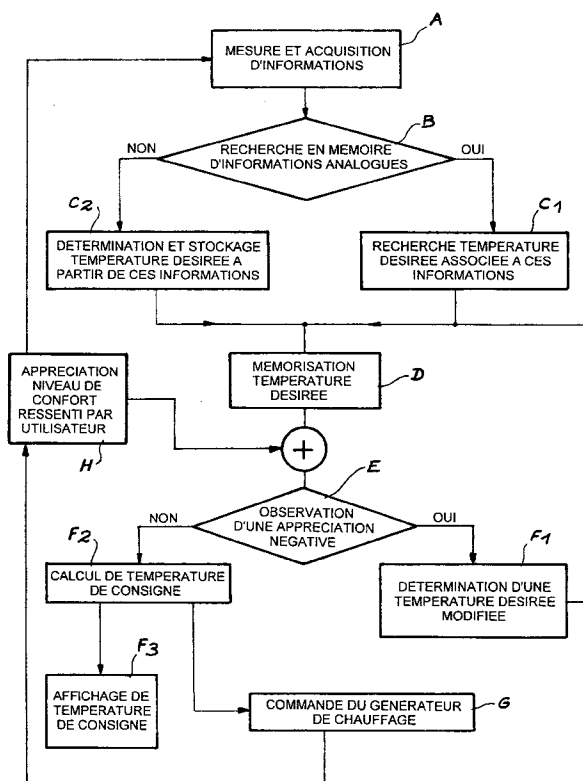 A
MESURE ET ACQUISITION
D'INFORMATIONS
B
NON
RECHERCHE EN MEMOIRE
D'INFORMATIONS ANALOGUES
OUI
C2
C1
DETERMINATION ET STOCKAGE
TEMPERATURE DESIREE A
PARTIR DE CES INFORMATIONS
RECHERCHE TEMPERATURE
DESIREE ASSOCIEE A CES
INFORMATIONS
MEMORISATION
TEMPERATURE
DESIREE
D
APPRECIATION
NIVEAU DE
CONFORT
RESSENTI PAR
UTILISATEUR
H
+
E
NON
OBSERVATION
D'UNE APPRECIATION
NEGATIVE
OUI
F2
F1
CALCUL DE TEMPERATURE
DE CONSIGNE
DETERMINATION D'UNE
TEMPERATURE DESIREE
MODIFIEE
F3
AFFICHAGE DE
TEMPERATURE
DE CONSIGNE
COMMANDE DU GENERATEUR
DE CHAUFFAGE
G